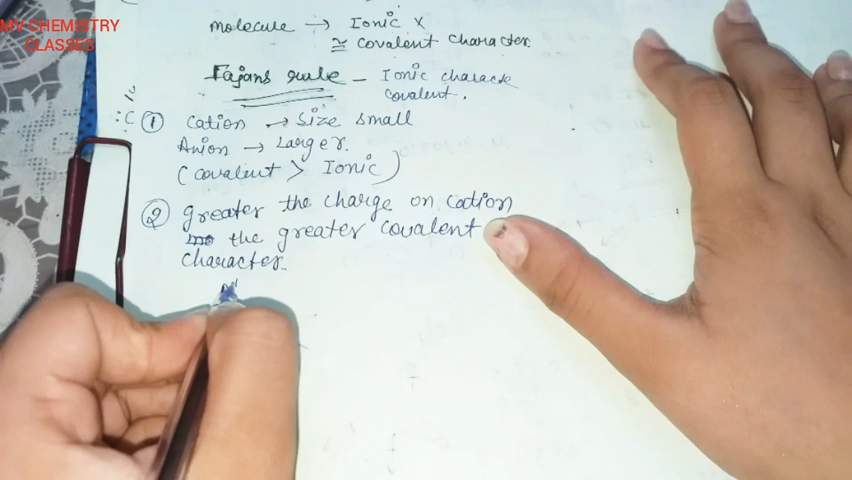 MY CHEMISTRY
CLASSES
molecule → Ionic x
≅ covalent character.
Fajans rule - Ionic characte
covalent.
:C
① Cation → Size small
Anion → Larger.
(covalent > Ionic)
② greater the charge on cation
the greater covalent
character.